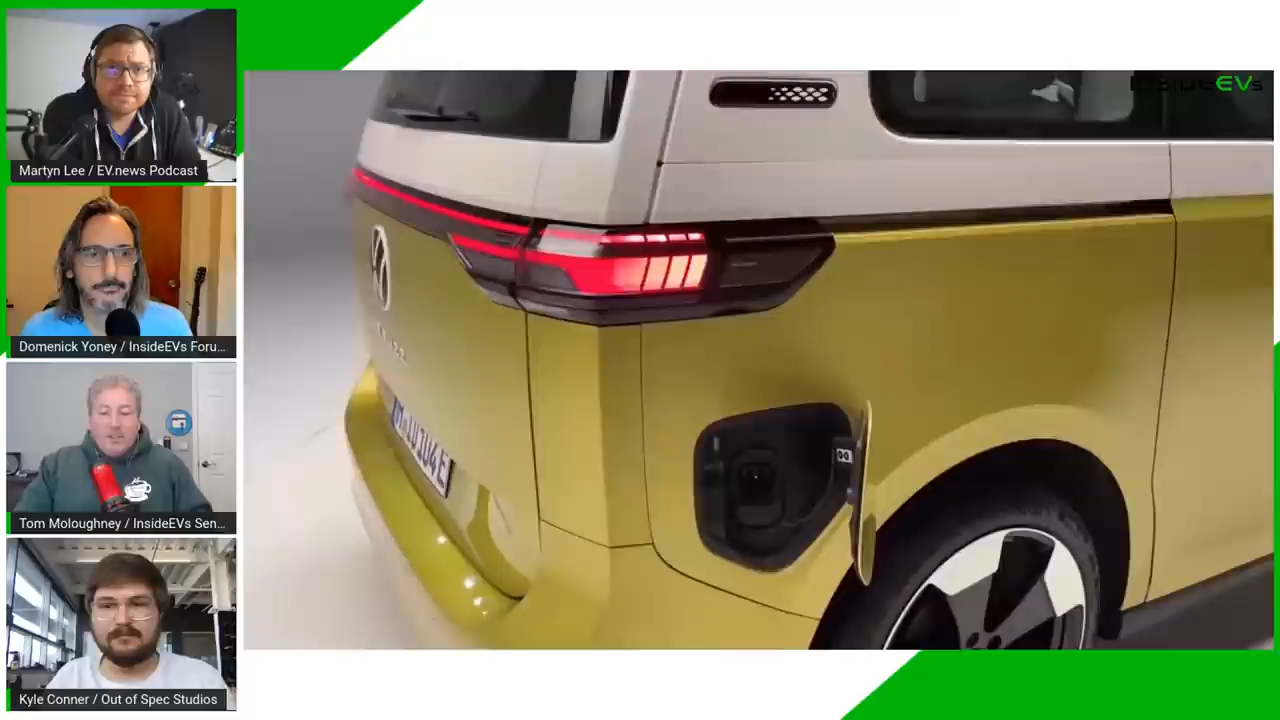 Martyn Lee / EV.news Podcast
Domenick Yoney / InsideEVs Foru...
Tom Moloughney / InsideEVs Sen...
Kyle Conner / Out of Spec Studios
INSIDEEVs